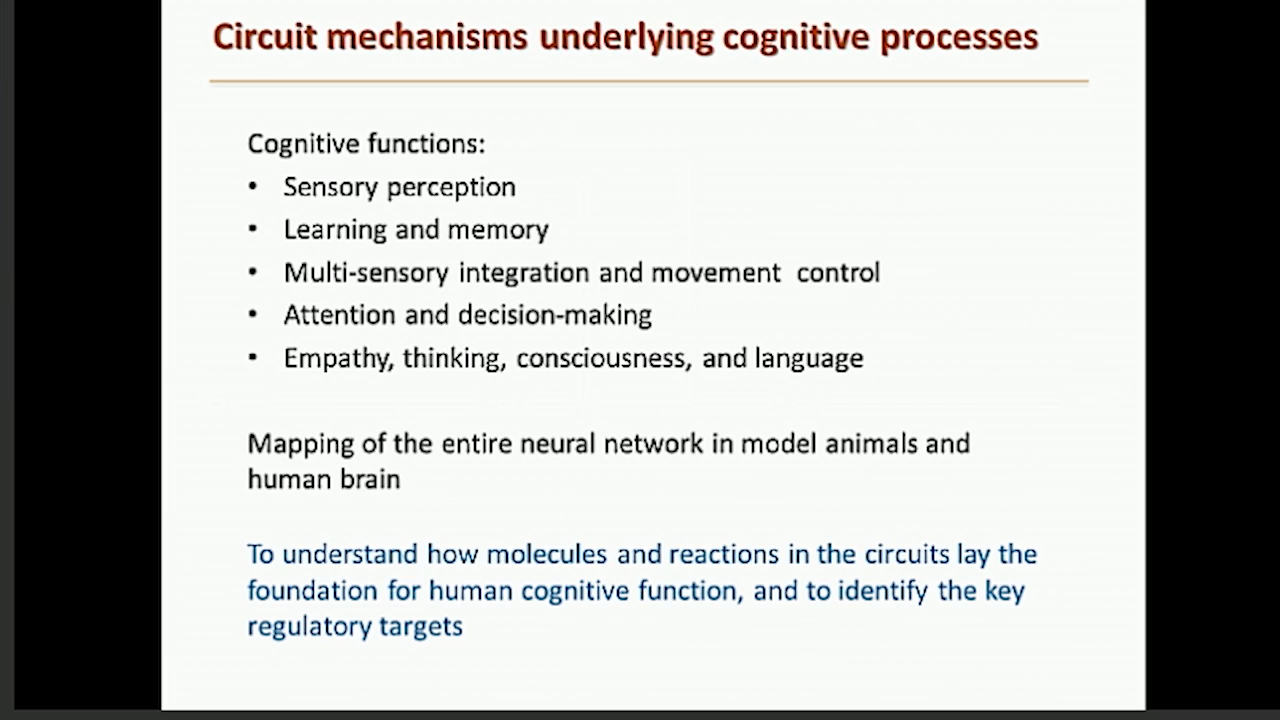 Circuit mechanisms underlying cognitive processes
Cognitive functions:
• Sensory perception
• Learning and memory
• Multi-sensory integration and movement control
• Attention and decision-making
• Empathy, thinking, consciousness, and language
Mapping of the entire neural network in model animals and
human brain
To understand how molecules and reactions in the circuits lay the
foundation for human cognitive function, and to identify the key
regulatory targets